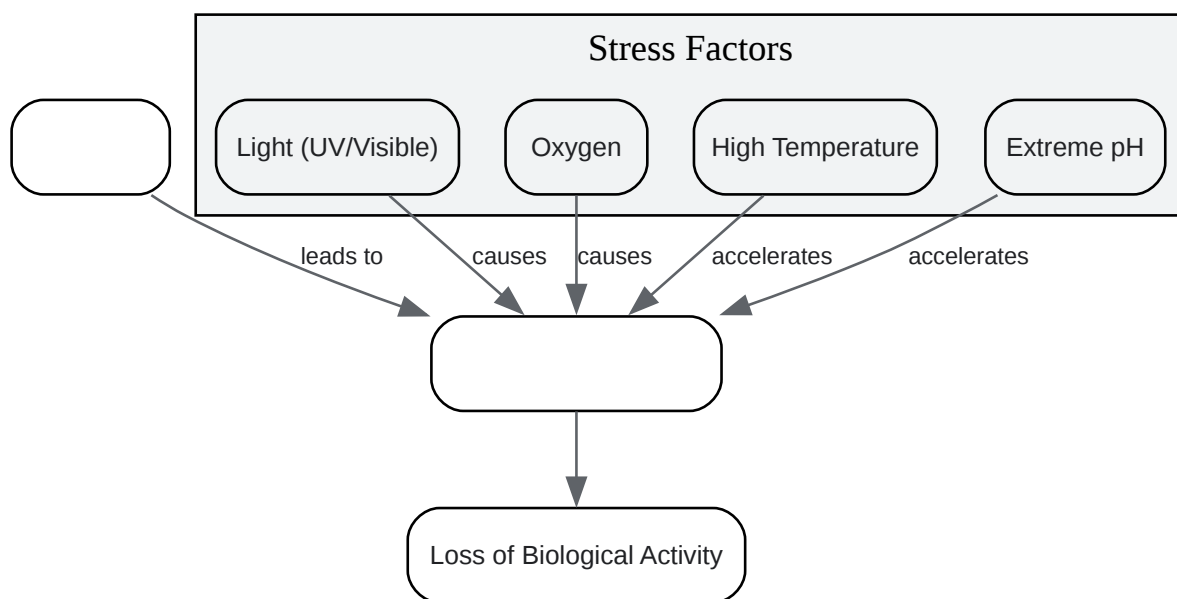 Stress Factors
Light (UV/Visible)
Oxygen
High Temperature
Extreme pH
leads to
causes
causes
accelerates
accelerates
Loss of Biological Activity